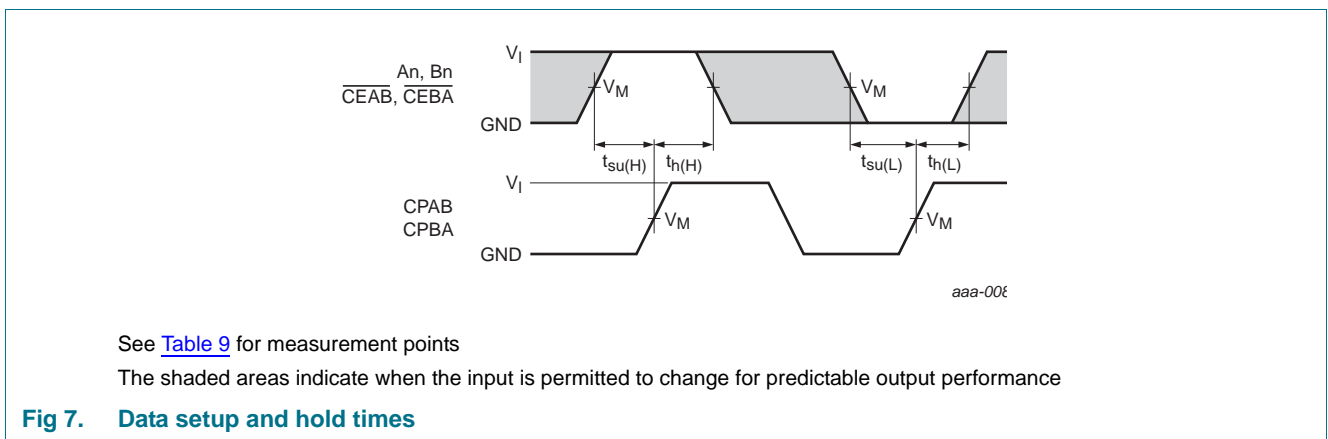 V_I
An, Bn
CEAB, CEBA
V_M
V_M
GND
t_su(H) t_h(H) t_su(L) t_h(L)
V_I
CPAB
CPBA
V_M
V_M
GND
aaa-008
See Table 9 for measurement points
The shaded areas indicate when the input is permitted to change for predictable output performance
Fig 7. Data setup and hold times